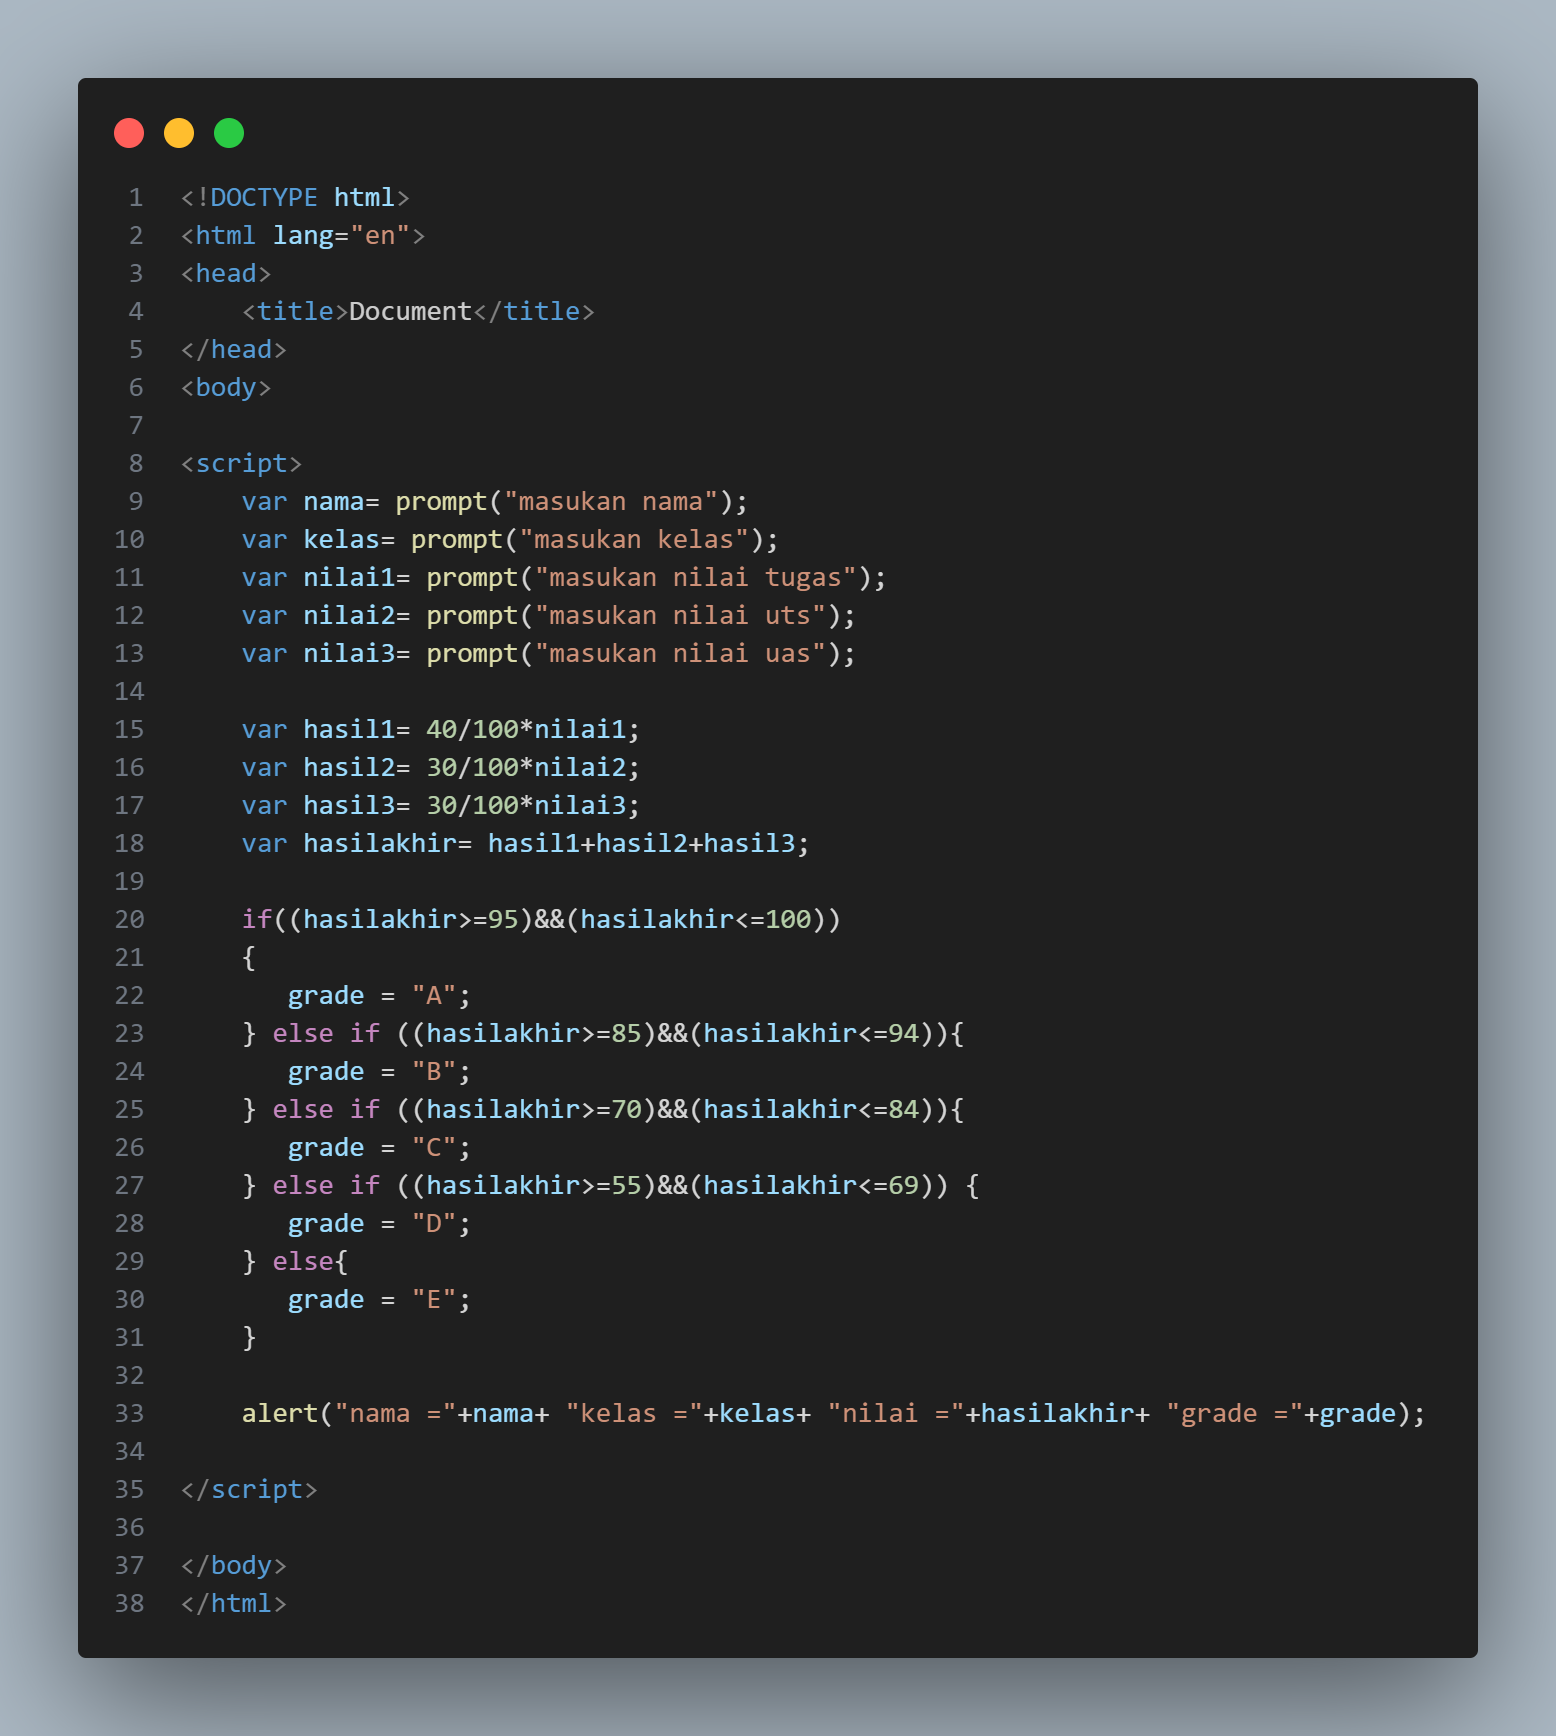 1 <!DOCTYPE html>
2 <html lang="en">
3 <head>
4     <title>Document</title>
5 </head>
6 <body>
7
8 <script>
9     var nama= prompt("masukan nama");
10     var kelas= prompt("masukan kelas");
11     var nilai1= prompt("masukan nilai tugas");
12     var nilai2= prompt("masukan nilai uts");
13     var nilai3= prompt("masukan nilai uas");
14
15     var hasil1= 40/100*nilai1;
16     var hasil2= 30/100*nilai2;
17     var hasil3= 30/100*nilai3;
18     var hasilakhir= hasil1+hasil2+hasil3;
19
20     if((hasilakhir>=95)&&(hasilakhir<=100))
21     {
22        grade = "A";
23     } else if ((hasilakhir>=85)&&(hasilakhir<=94)){
24        grade = "B";
25     } else if ((hasilakhir>=70)&&(hasilakhir<=84)){
26        grade = "C";
27     } else if ((hasilakhir>=55)&&(hasilakhir<=69)) {
28        grade = "D";
29     } else{
30        grade = "E";
31     }
32
33     alert("nama ="+nama+ "kelas ="+kelas+ "nilai ="+hasilakhir+ "grade ="+grade);
34
35 </script>
36
37 </body>
38 </html>